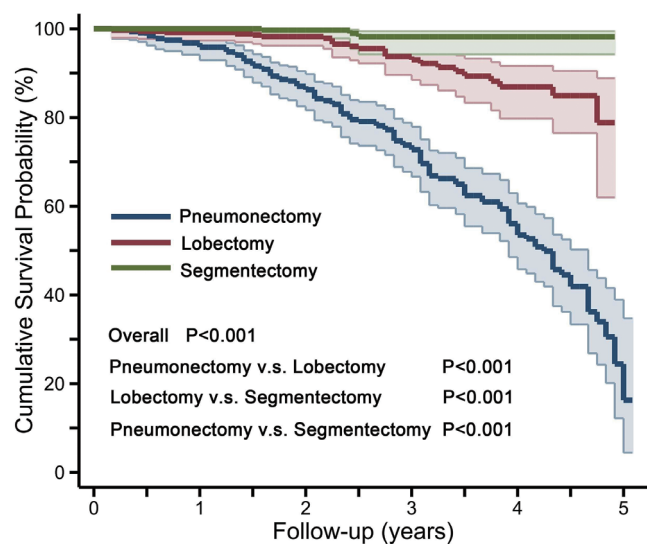 Cumulative Survival Probability (%)
100
80
60
40
20
0
Pneumonectomy
Lobectomy
Segmentectomy
Overall P<0.001
Pneumonectomy v.s. Lobectomy P<0.001
Lobectomy v.s. Segmentectomy P<0.001
Pneumonectomy v.s. Segmentectomy P<0.001
0 1 2 3 4 5
Follow-up (years)